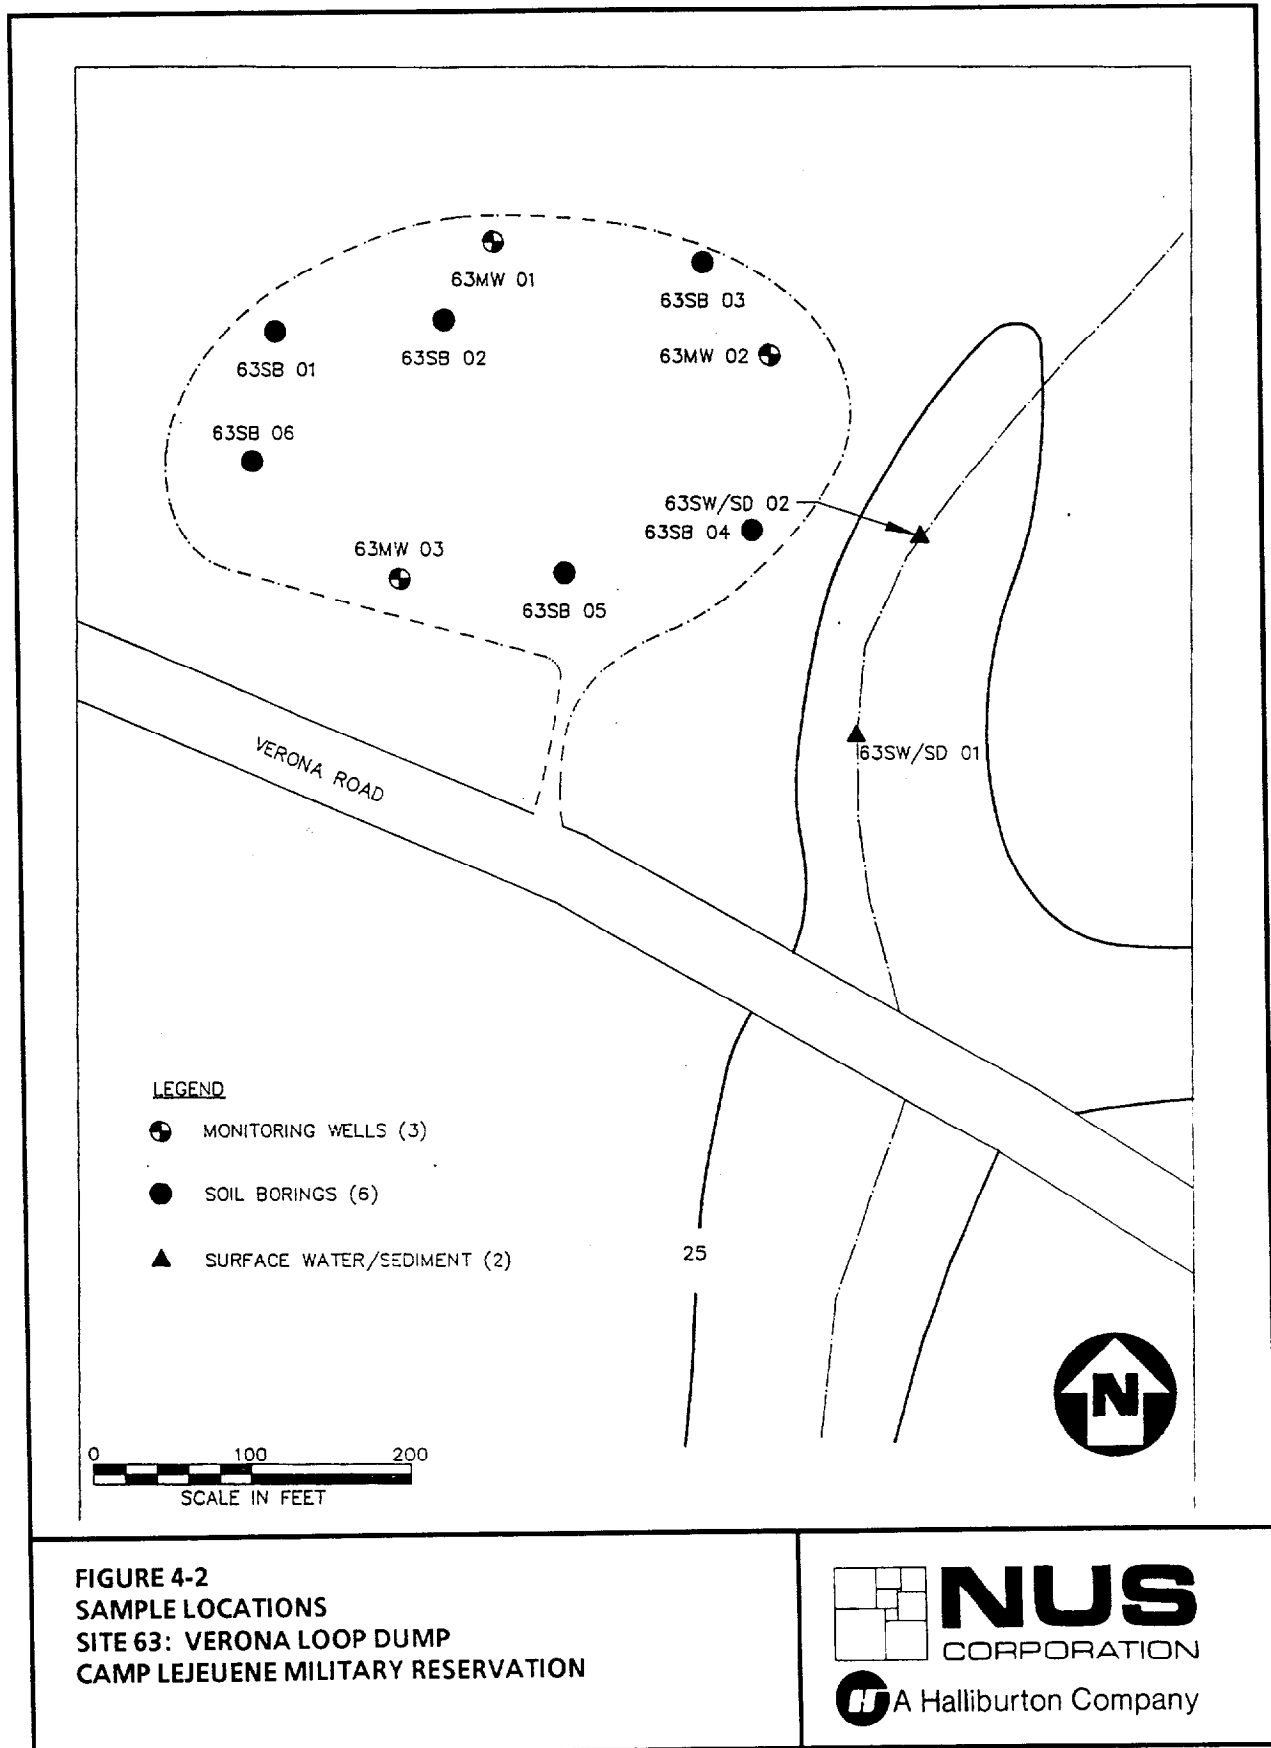 63MW 01
63SB 03
63SB 02
63MW 02
63SB 01
63SB 06
63SW/SD 02
63SB 04
63MW 03
63SB 05
VERONA ROAD
63SW/SD 01
LEGEND
MONITORING WELLS (3)
SOIL BORINGS (6)
SURFACE WATER/SEDIMENT (2)
25
N
0 100 200
SCALE IN FEET
FIGURE 4-2
SAMPLE LOCATIONS
SITE 63: VERONA LOOP DUMP
CAMP LEJEUENE MILITARY RESERVATION
NUS
CORPORATION
H A Halliburton Company